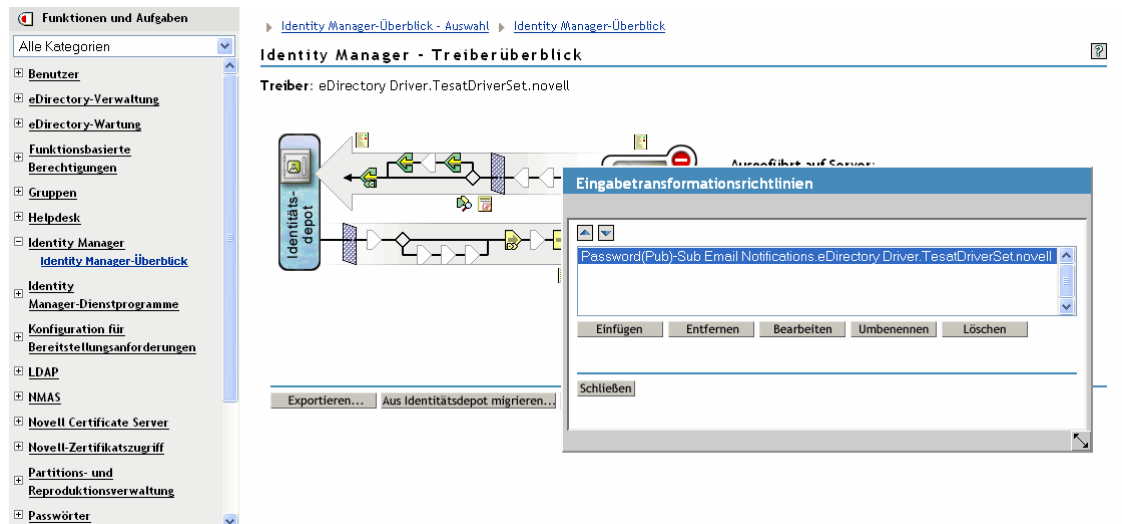 Funktionen und Aufgaben
Alle Kategorien
Benutzer
eDirectory-Verwaltung
eDirectory-Wartung
Funktionsbasierte
Berechtigungen
Gruppen
Helpdesk
Identity Manager
Identity Manager-Überblick
Identity
Manager-Dienstprogramme
Konfiguration für
Bereitstellungsanforderungen
LDAP
NMAS
Novell Certificate Server
Novell-Zertifikatszugriff
Partitions- und
Reproduktionsverwaltung
Passwörter
Identity Manager-Überblick - Auswahl Identity Manager-Überblick
Identity Manager - Treiberüberblick
?
Treiber: eDirectory Driver.TesatDriverSet.novell
Identitäts-
depot
Ausgeführt auf Server:
Eingabetransformationsrichtlinien
Password(Pub)-Sub Email Notifications.eDirectory Driver.TesatDriverSet.novell
Einfügen Entfernen Bearbeiten Umbenennen Löschen
Schließen
Exportieren... Aus Identitätsdepot migrieren...